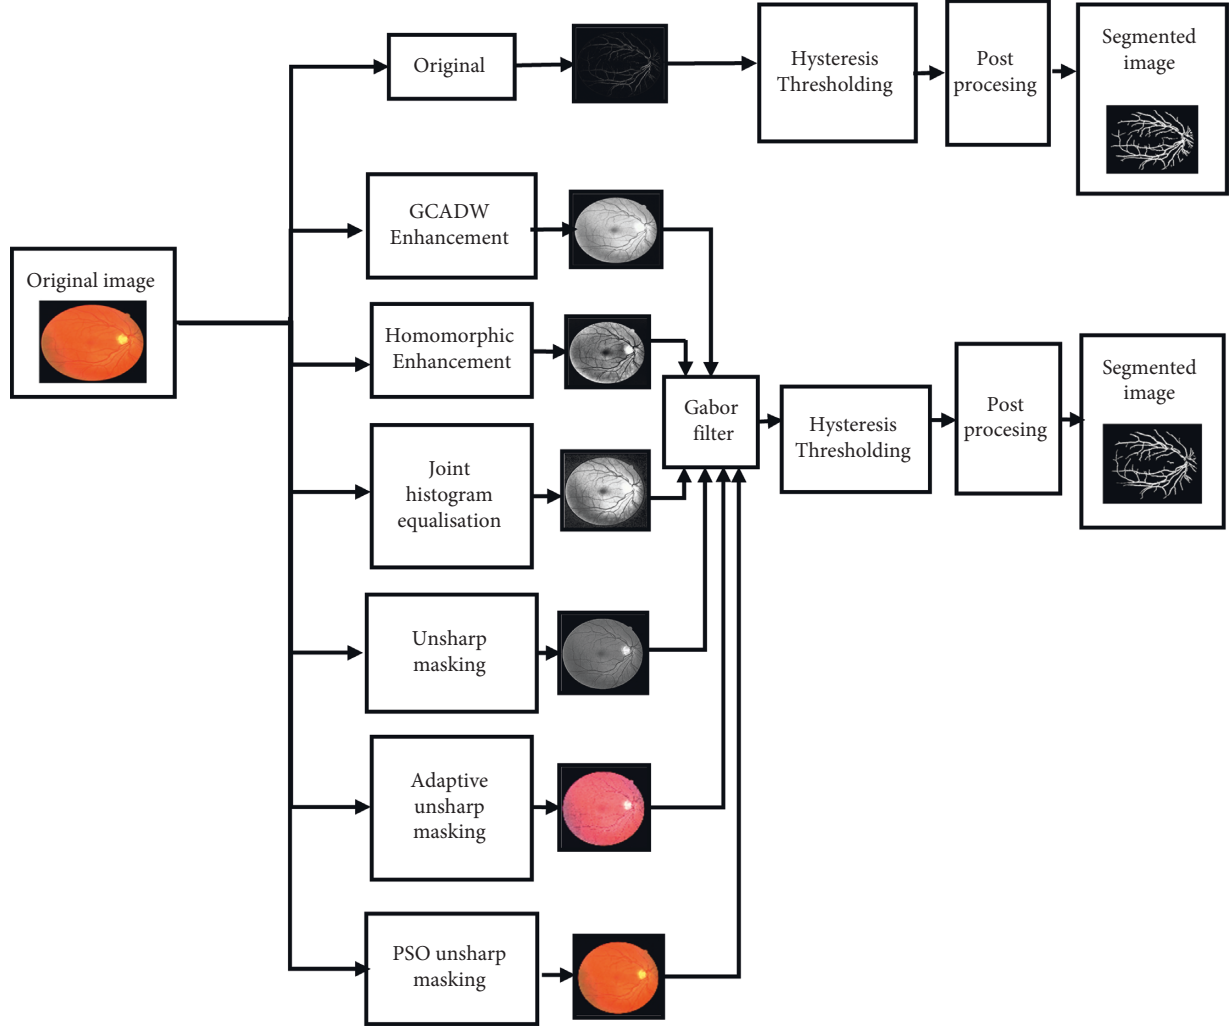 Original image
Original
Hysteresis
Thresholding
Post
procesing
Segmented
image
GCADW
Enhancement
Homomorphic
Enhancement
Joint
histogram
equalisation
Unsharp
masking
Adaptive
unsharp
masking
PSO unsharp
masking
Gabor
filter
Hysteresis
Thresholding
Post
procesing
Segmented
image